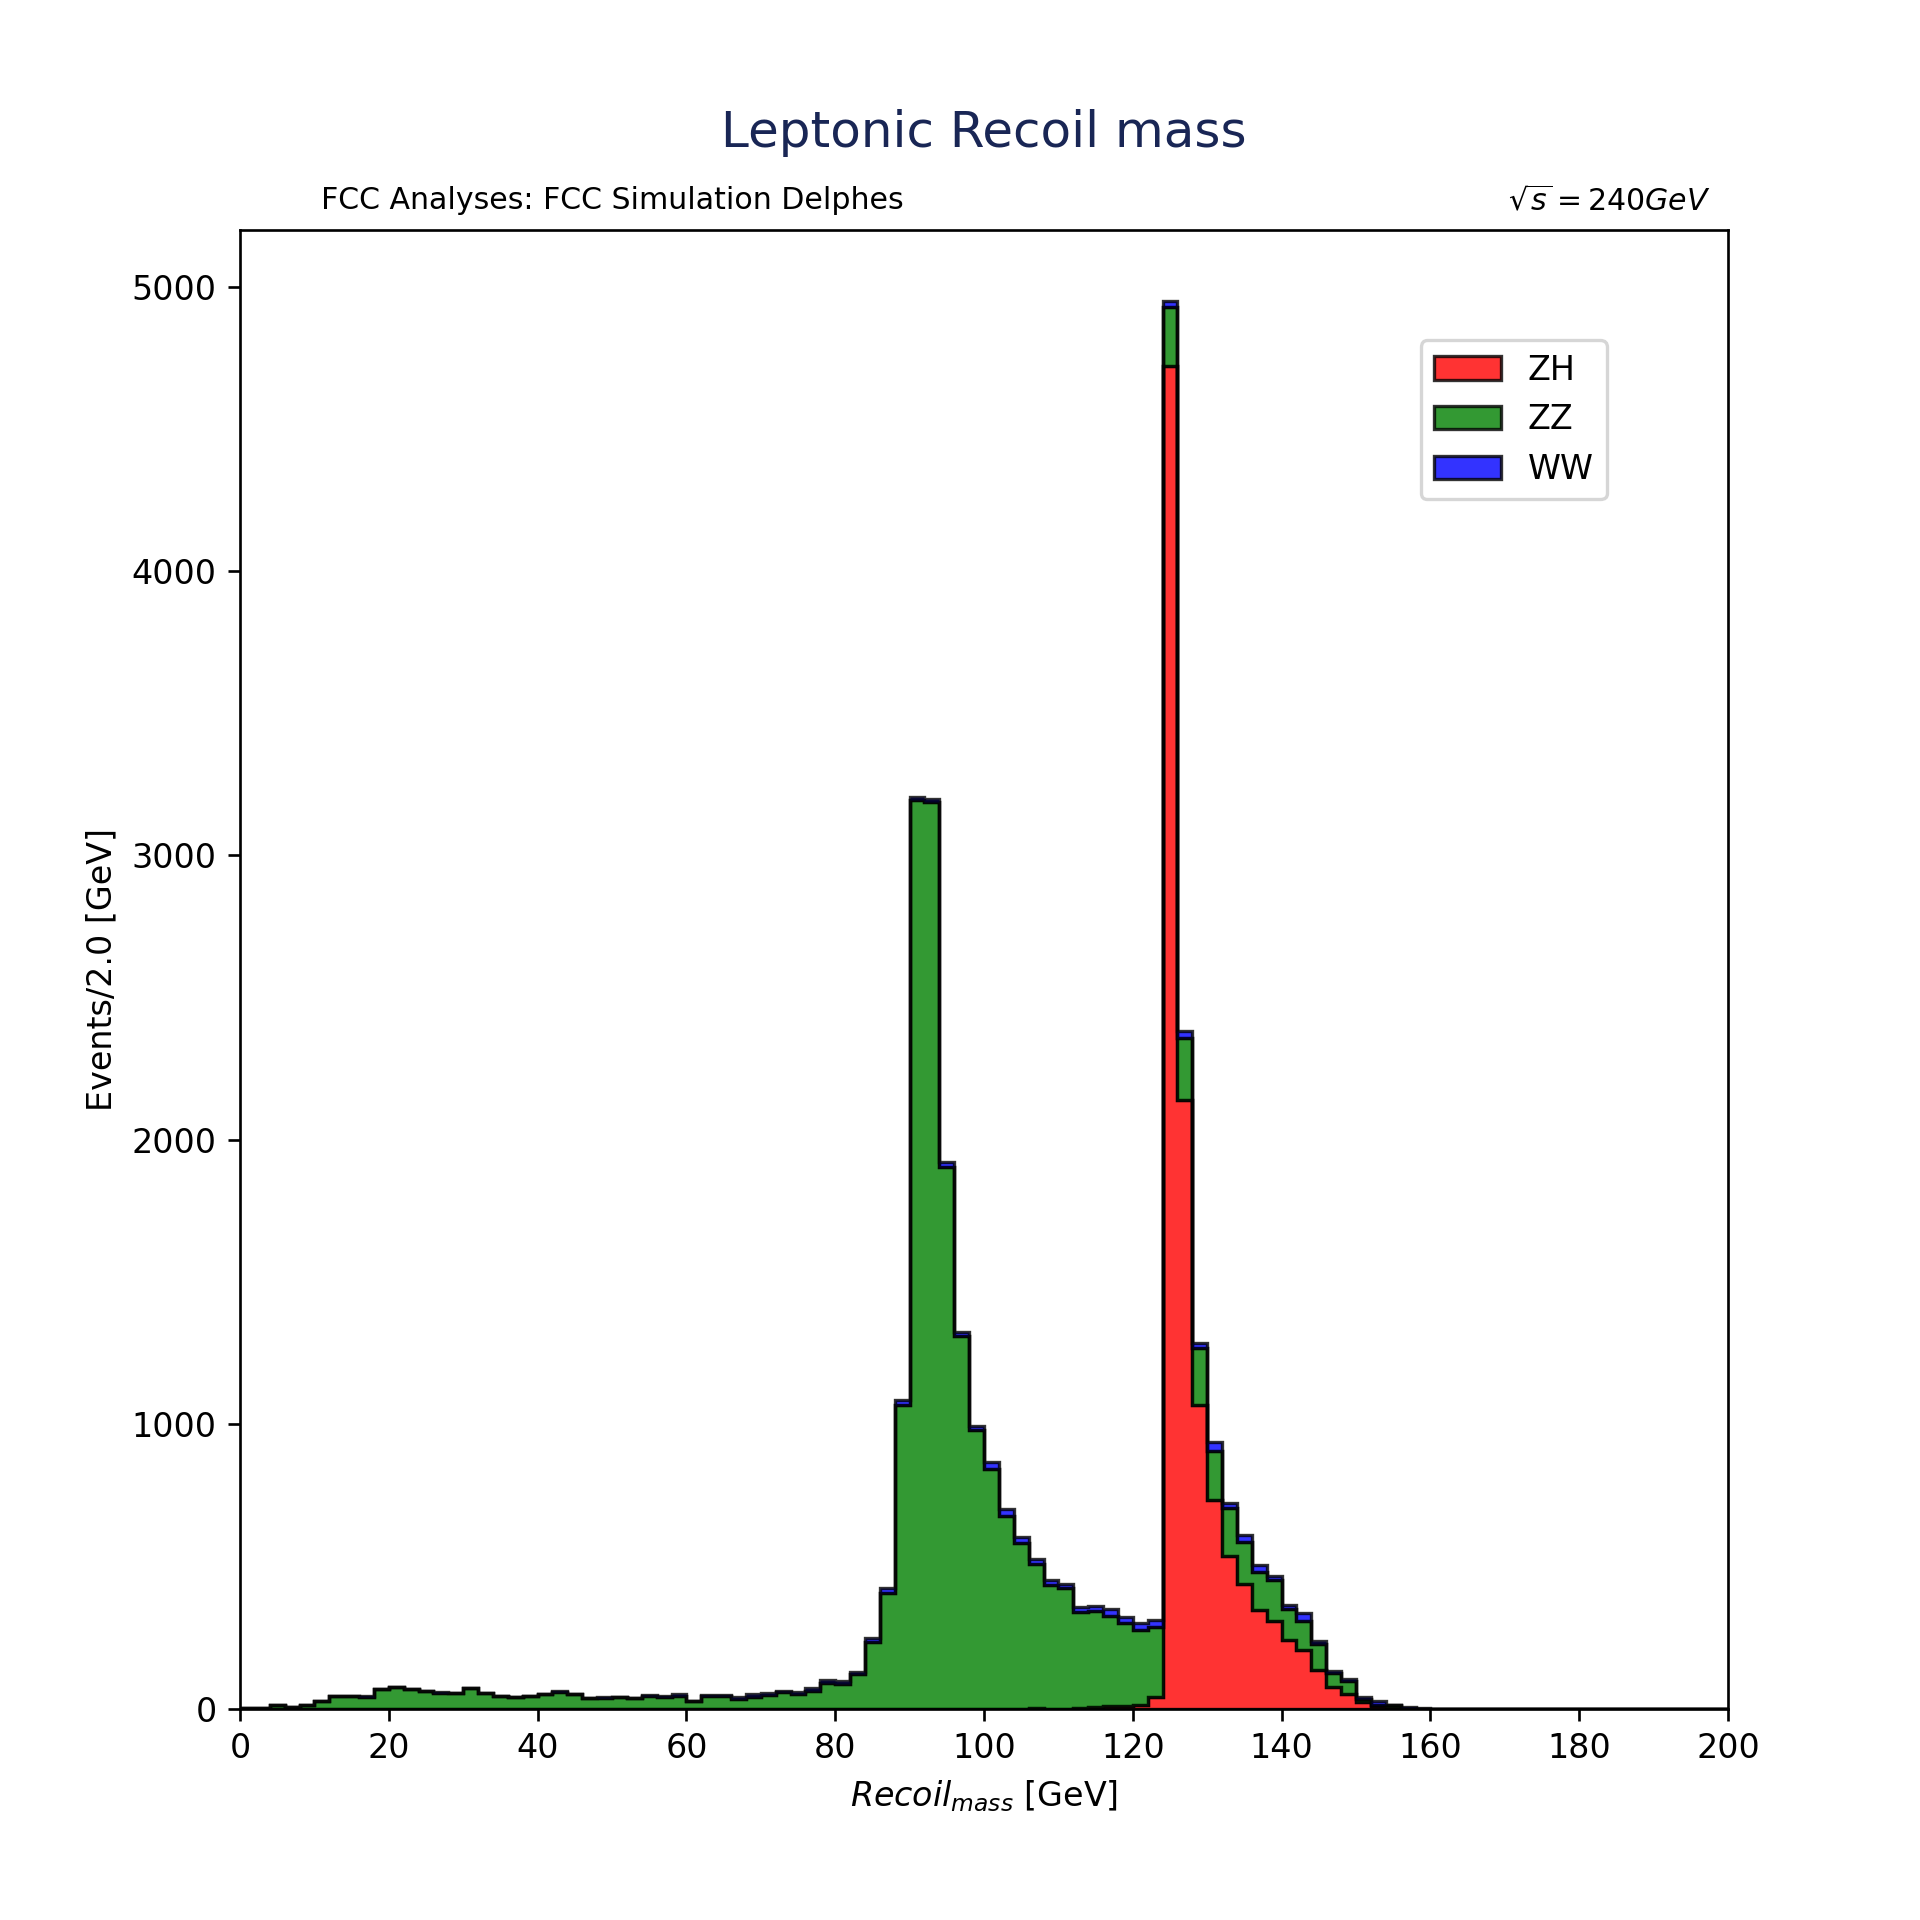 Leptonic Recoil mass
FCC Analyses: FCC Simulation Delphes
√s = 240GeV
5000
4000
3000
2000
1000
0
Events/2.0 [GeV]
ZH
ZZ
WW
0 20 40 60 80 100 120 140 160 180 200
Recoil_mass [GeV]